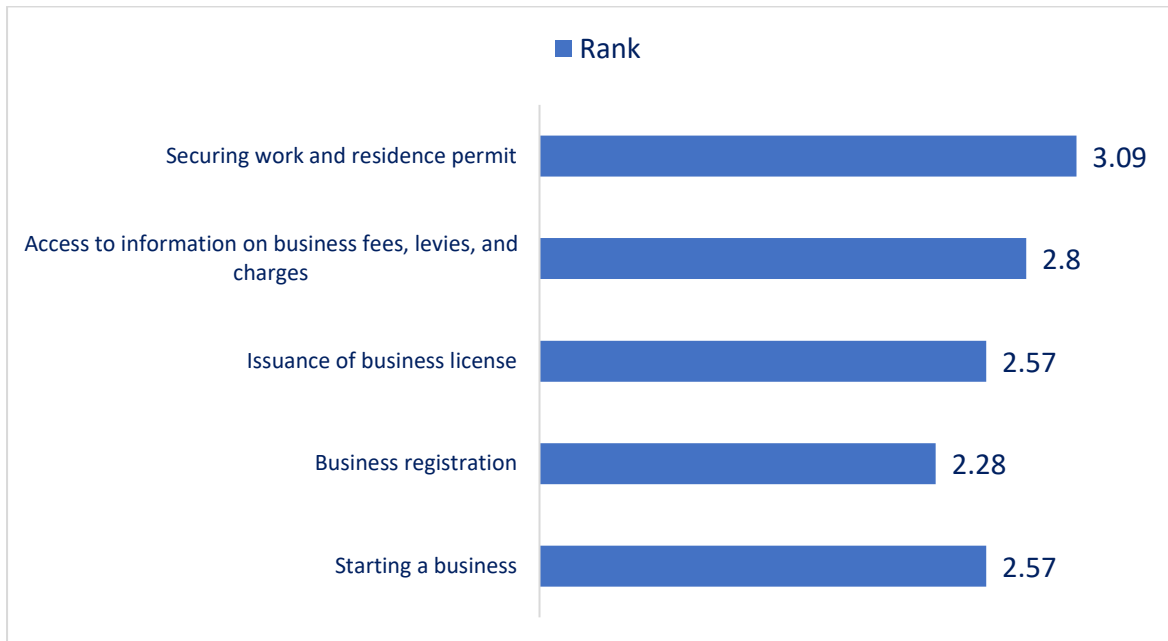 Rank
Securing work and residence permit
3.09
Access to information on business fees, levies, and
charges
2.8
Issuance of business license
2.57
Business registration
2.28
Starting a business
2.57